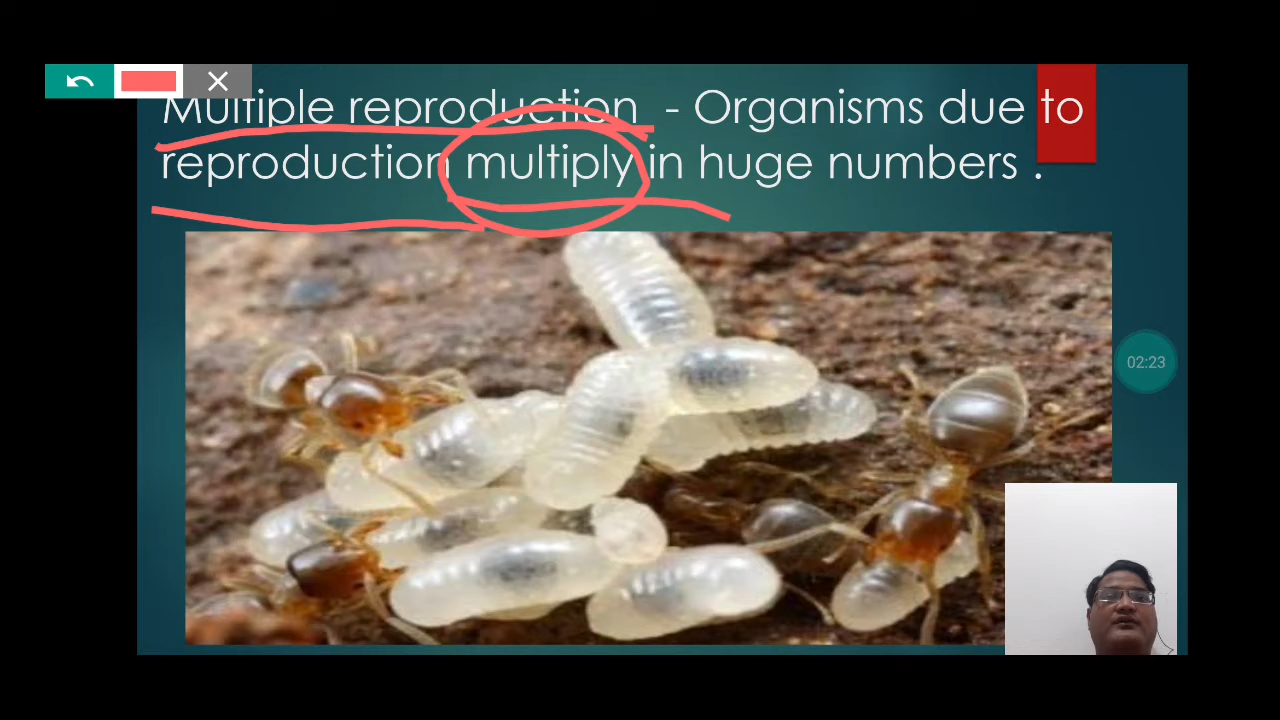 Multiple reproduction - Organisms due to
reproduction multiply in huge numbers .
02:23